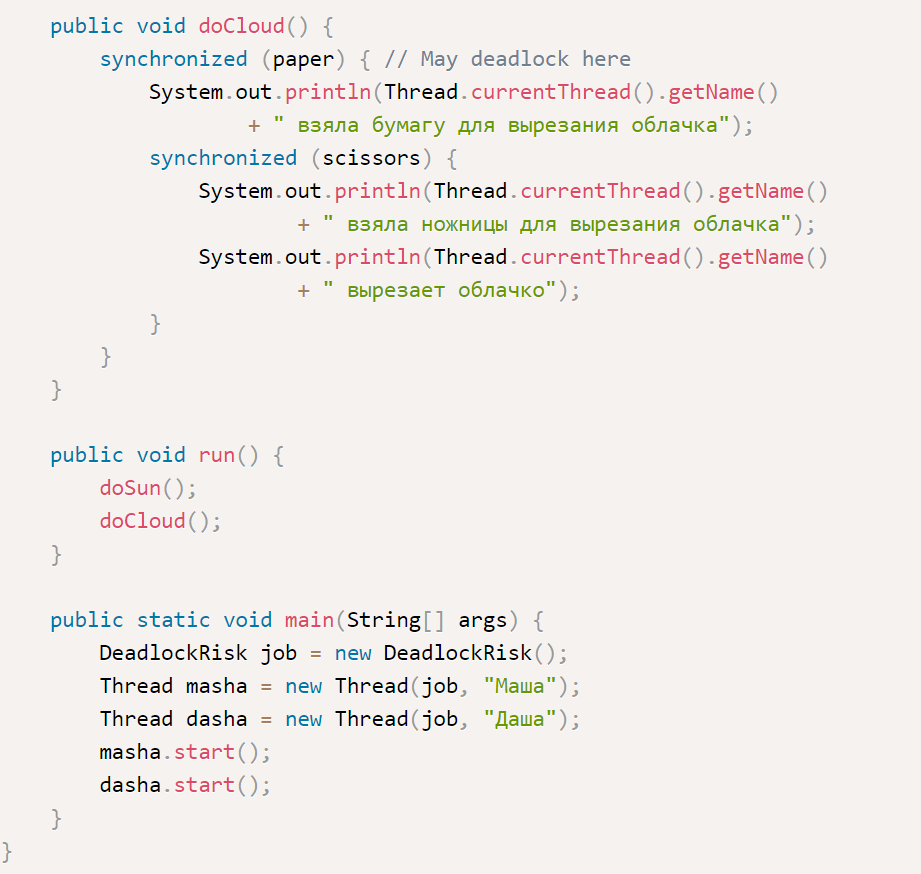 public void doCloud() {
synchronized (paper) { // May deadlock here
System.out.println(Thread.currentThread().getName()
+ " взяла бумагу для вырезания облачка");
synchronized (scissors) {
System.out.println(Thread.currentThread().getName()
+ " взяла ножницы для вырезания облачка");
System.out.println(Thread.currentThread().getName()
+ " вырезает облачко");
}
}
}
public void run() {
doSun();
doCloud();
}
public static void main(String[] args) {
DeadlockRisk job = new DeadlockRisk();
Thread masha = new Thread(job, "Маша");
Thread dasha = new Thread(job, "Даша");
masha.start();
dasha.start();
}
}